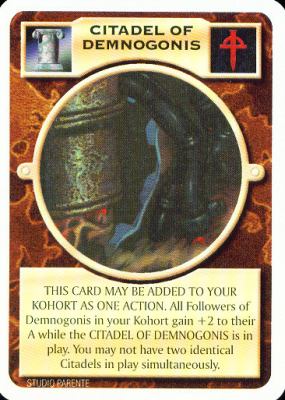 CITADEL OF
DEMNOGONIS
THIS CARD MAY BE ADDED TO YOUR
KOHORT AS ONE ACTION. All Followers of
Demnogonis in your Kohort gain +2 to their
A while the CITADEL OF DEMNOGONIS is in
play. You may not have two identical
Citadels in play simultaneously.
STUDIO PARENTE